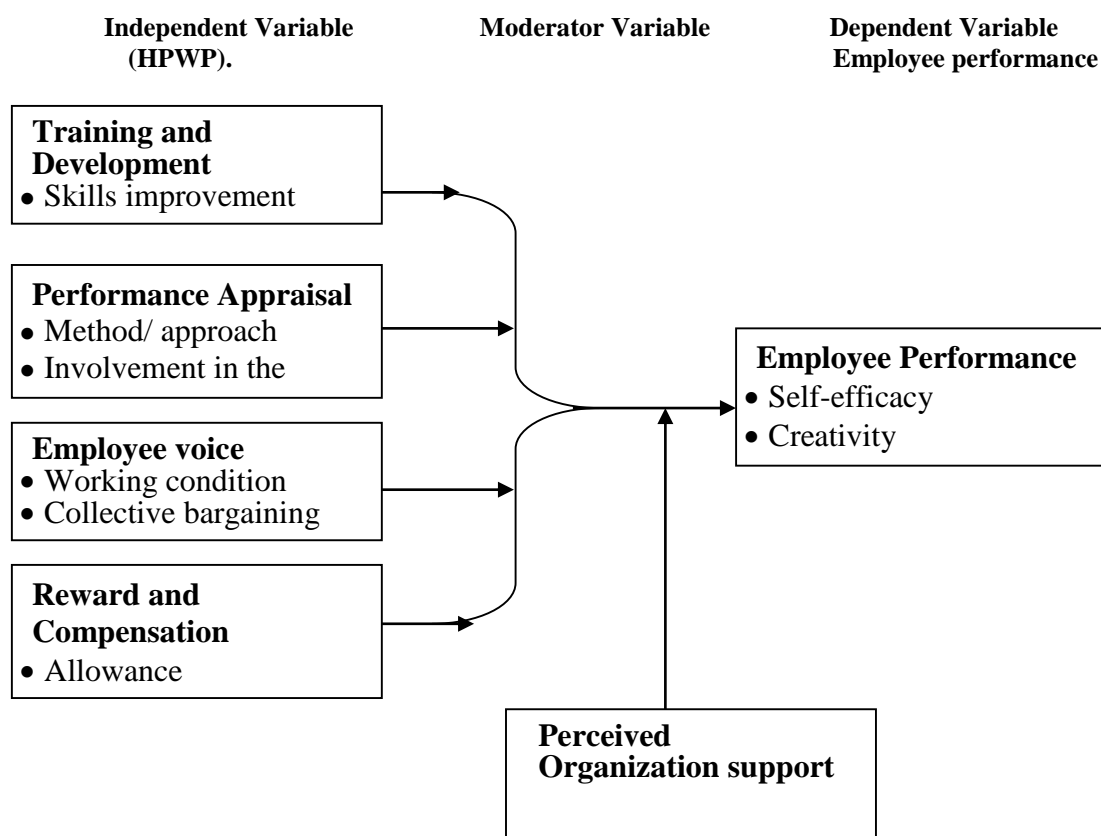 Independent Variable
(HPWP).
Moderator Variable
Dependent Variable
Employee performance
Training and
Development
• Skills improvement
Performance Appraisal
• Method/ approach
• Involvement in the
Employee voice
• Working condition
• Collective bargaining
Reward and
Compensation
• Allowance
Employee Performance
• Self-efficacy
• Creativity
Perceived
Organization support